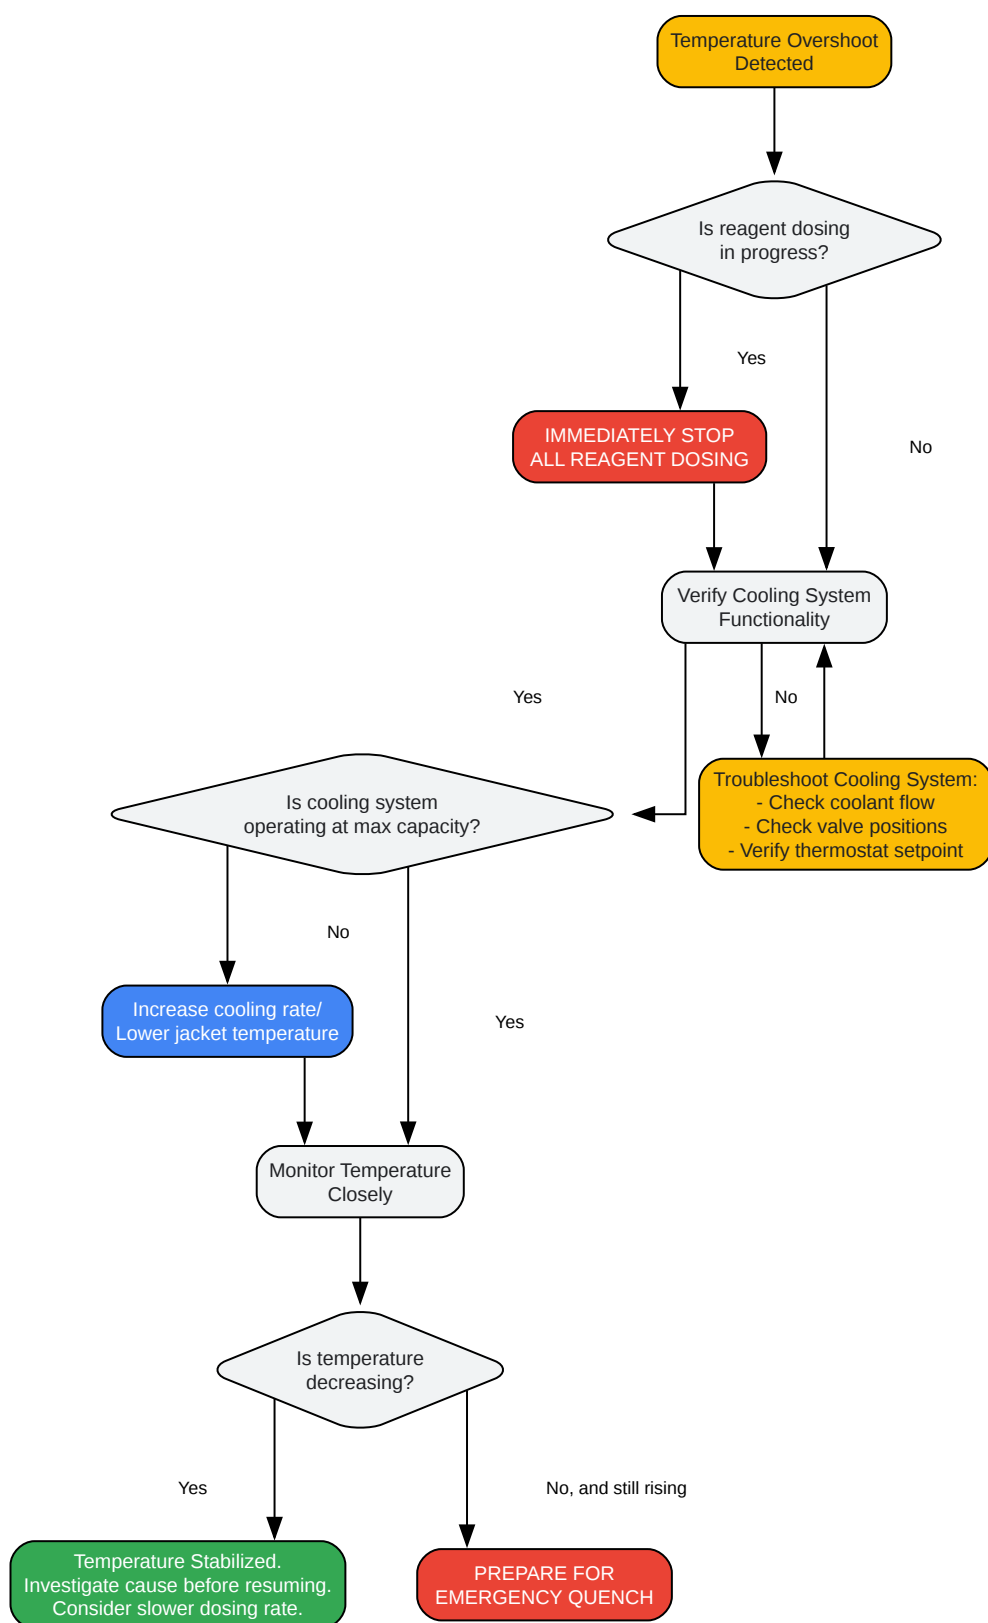 Temperature Overshoot
Detected
Is reagent dosing
in progress?
Yes
IMMEDIATELY STOP
ALL REAGENT DOSING
No
Verify Cooling System
Functionality
Yes
No
Troubleshoot Cooling System:
- Check coolant flow
- Check valve positions
- Verify thermostat setpoint
Is cooling system
operating at max capacity?
No
Increase cooling rate/
Lower jacket temperature
Yes
Monitor Temperature
Closely
Is temperature
decreasing?
Yes
No, and still rising
Temperature Stabilized.
Investigate cause before resuming.
Consider slower dosing rate.
PREPARE FOR
EMERGENCY QUENCH